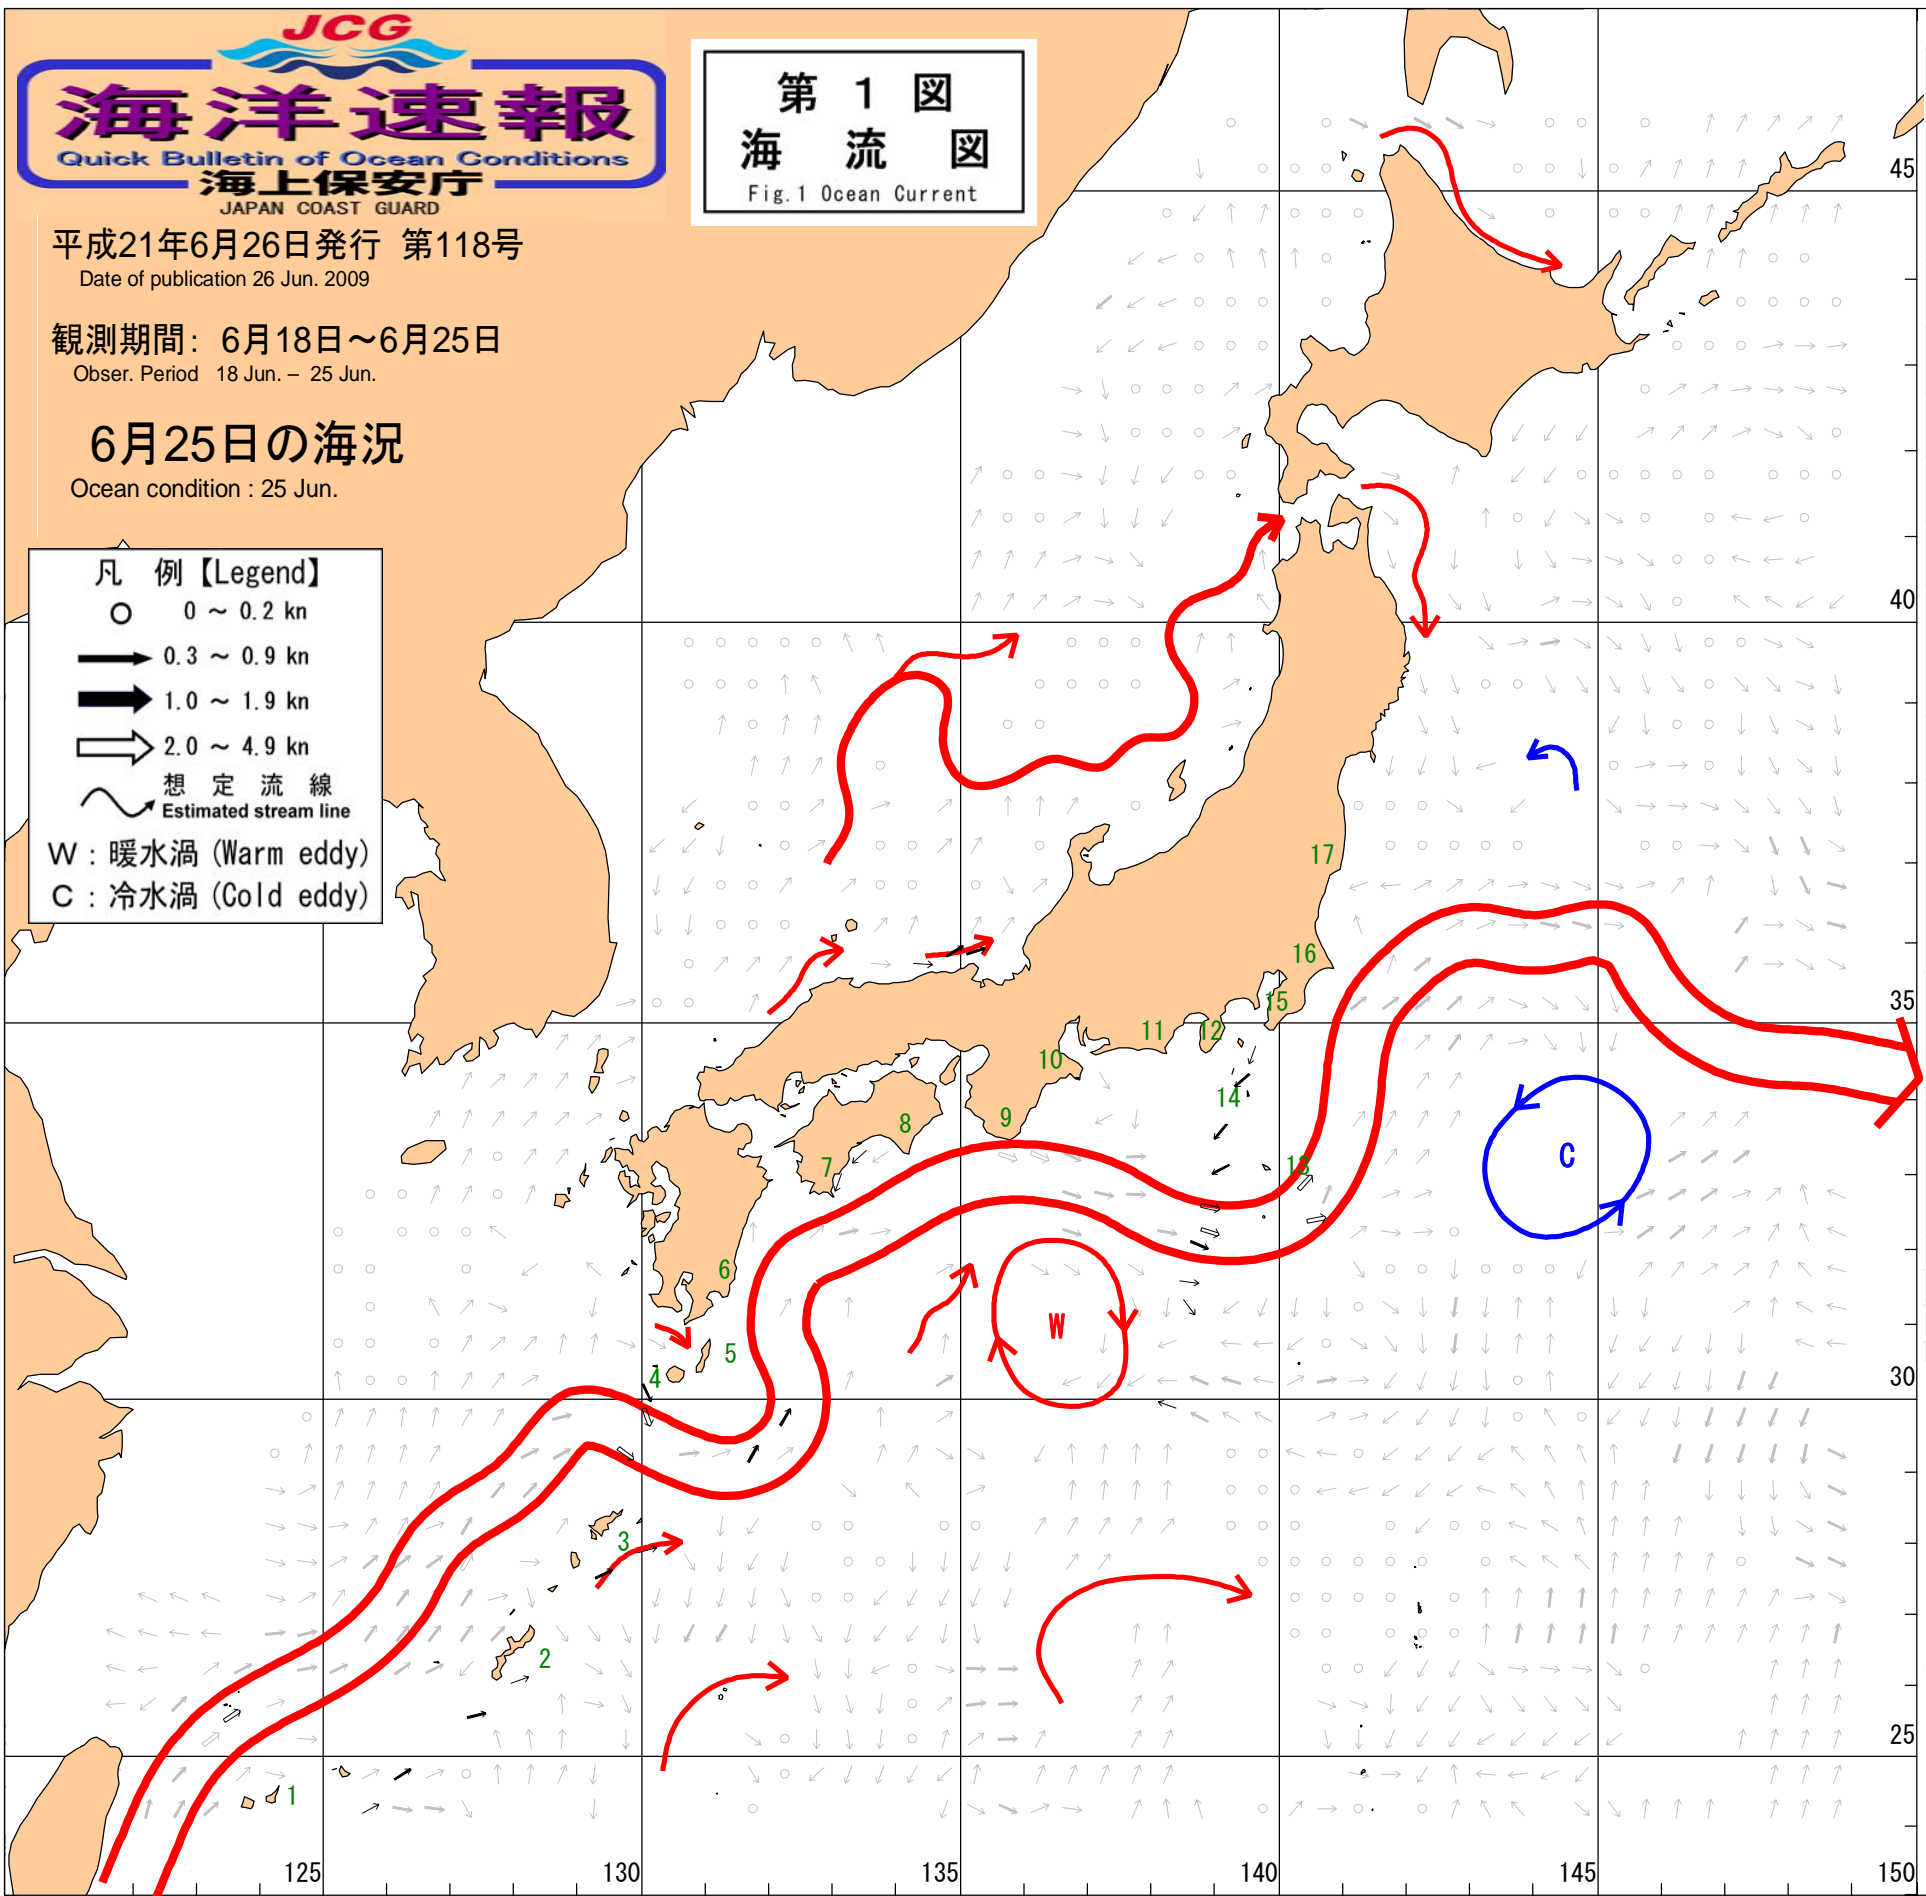 JCG
海洋速報
Quick Bulletin of Ocean Conditions
海上保安庁
JAPAN COAST GUARD
第 1 図
海 流 図
Fig.1 Ocean Current
平成21年6月26日発行 第118号
Date of publication 26 Jun. 2009
観測期間: 6月18日～6月25日
Obser. Period 18 Jun. – 25 Jun.
6月25日の海況
Ocean condition : 25 Jun.
凡 例【Legend】
0 ～ 0.2 kn
0.3 ～ 0.9 kn
1.0 ～ 1.9 kn
2.0 ～ 4.9 kn
想 定 流 線
Estimated stream line
W : 暖水渦 (Warm eddy)
C : 冷水渦 (Cold eddy)
45
40
17
16
35
15
12
11
10
14
9
8
C
7
13
6
W
5
4
30
3
2
25
1
125
130
135
140
145
150